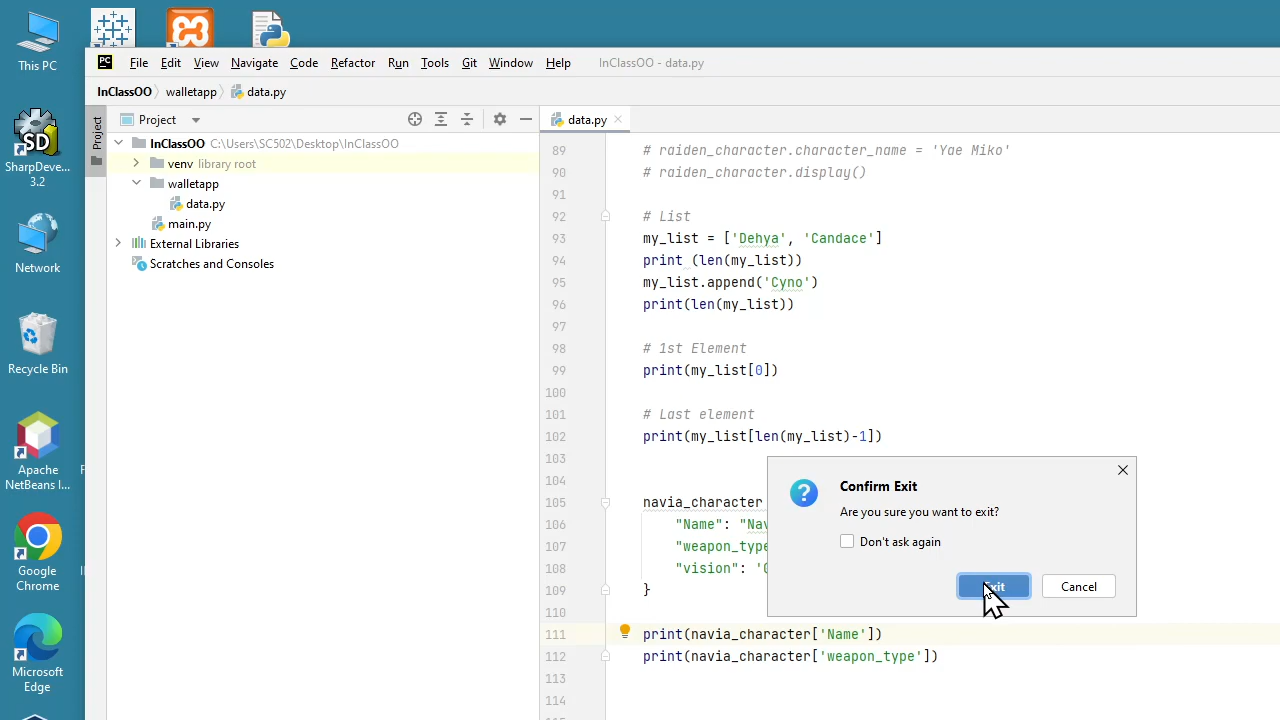 This PC
SharpDeve...
3.2
Network
Recycle Bin
Apache
NetBeans I...
Google
Chrome
Microsoft
Edge
PC
File Edit View Navigate Code Refactor Run Tools Git Window Help InClassOO - data.py
InClassOO walletapp data.py
Project
Project
data.py
InClassOO C:\Users\SC502\Desktop\InClassOO
venv library root
walletapp
data.py
main.py
External Libraries
Scratches and Consoles
89 # raiden_character.character_name = 'Yae Miko'
90 # raiden_character.display()
91
92 # List
93 my_list = ['Dehya', 'Candace']
94 print (len(my_list))
95 my_list.append('Cyno')
96 print(len(my_list))
97
98 # 1st Element
99 print(my_list[0])
100
101 # Last element
102 print(my_list[len(my_list)-1])
103
104
105 navia_character
106 "Name": "Nav
107 "weapon_type
108 "vision": '
109 }
110
111 print(navia_character['Name'])
112 print(navia_character['weapon_type'])
113
114
Confirm Exit
Are you sure you want to exit?
Don't ask again
Exit
Cancel